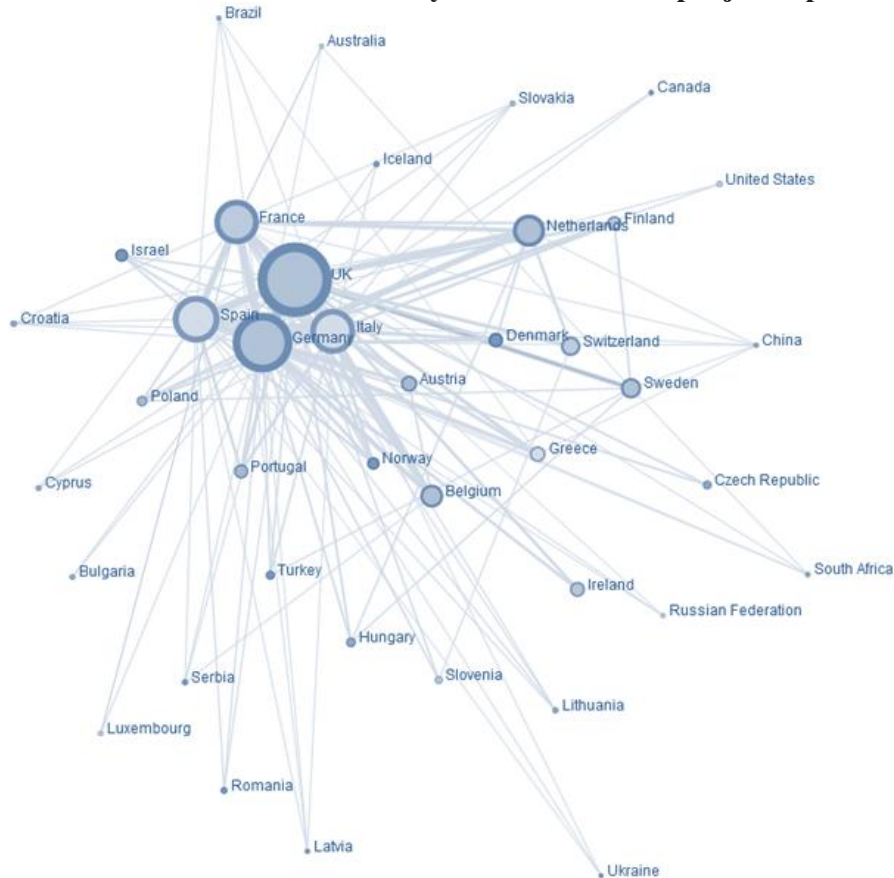 Brazil
Australia
Canada
Slovakia
Iceland
United States
France
Netherlands
Finland
Israel
UK
Croatia
Spain
Italy
Germany
Denmark
Switzerland
China
Austria
Sweden
Poland
Greece
Norway
Portugal
Czech Republic
Cyprus
Belgium
Bulgaria
Turkey
South Africa
Ireland
Russian Federation
Hungary
Serbia
Slovenia
Lithuania
Luxembourg
Romania
Latvia
Ukraine